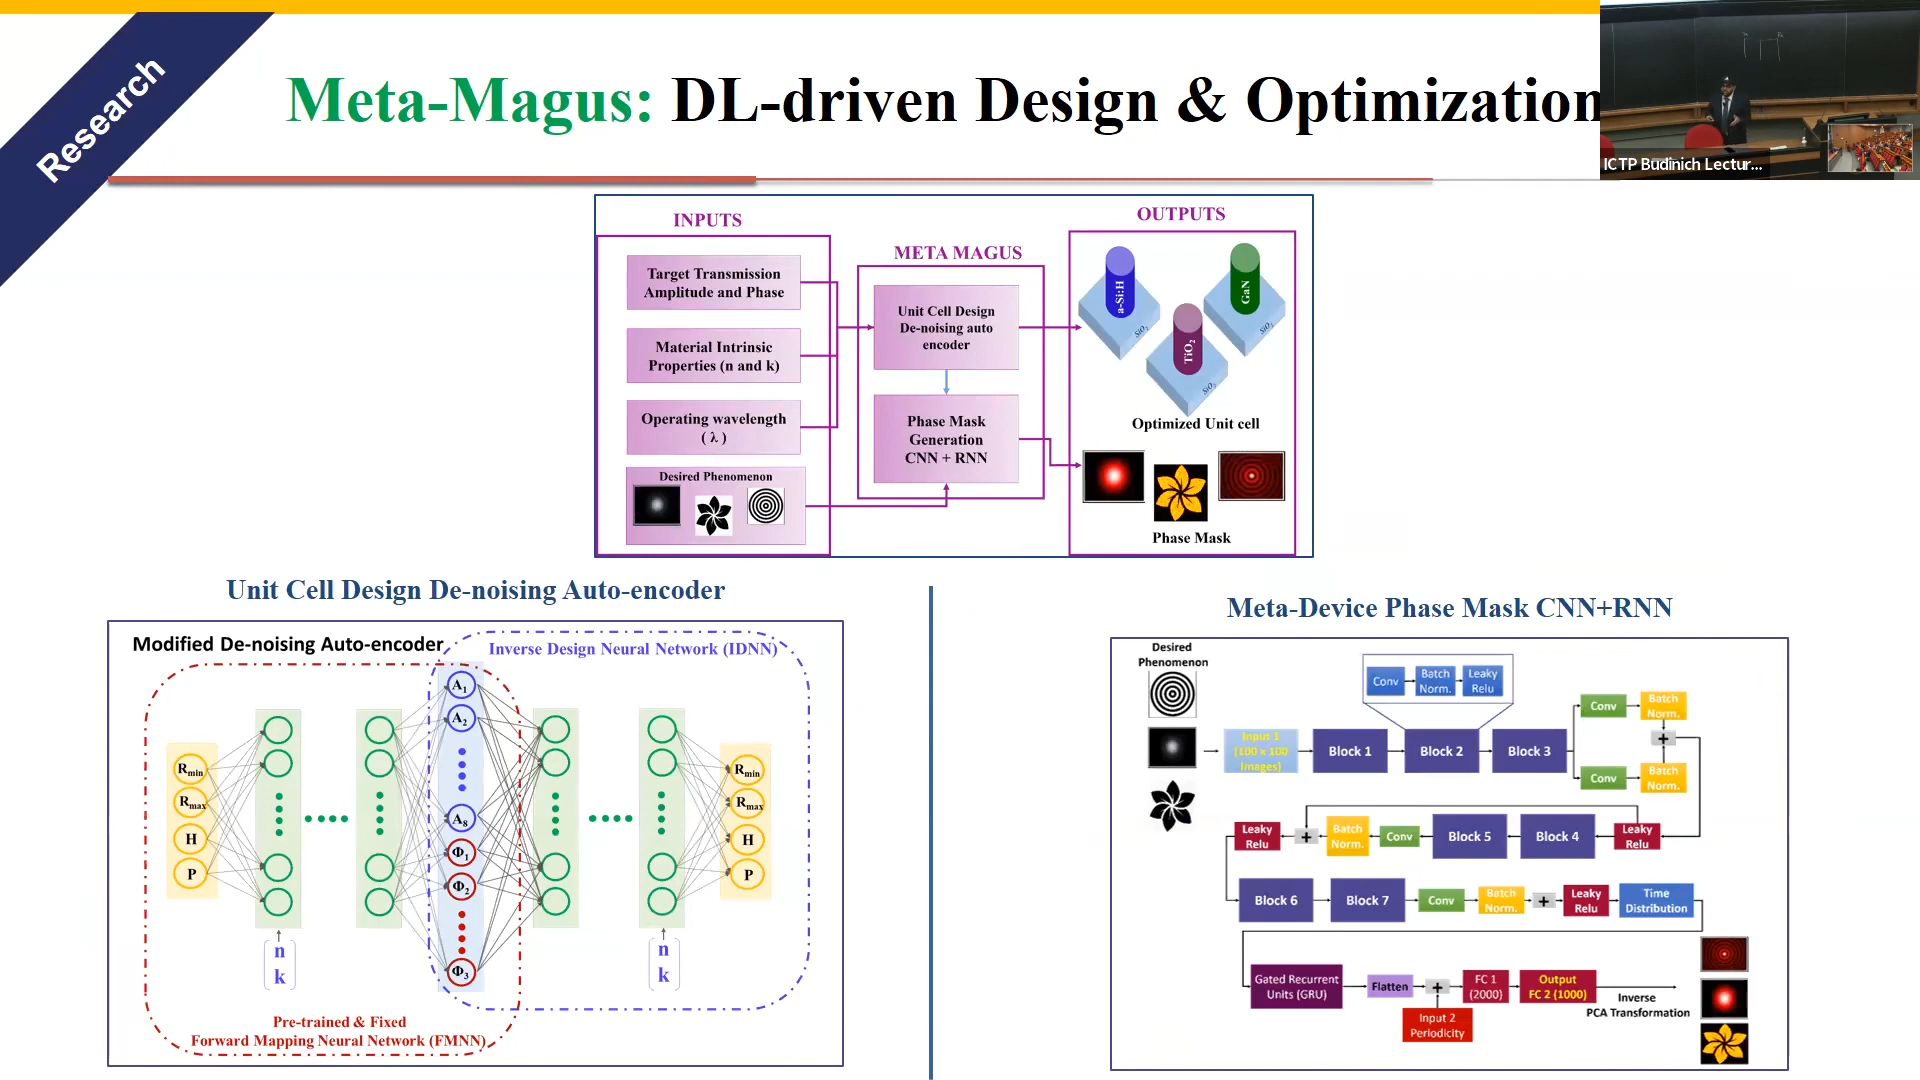 Research
Meta-Magus: DL-driven Design & Optimization
ICTP Budinich Lectur...
INPUTS
Target Transmission
Amplitude and Phase
Material Intrinsic
Properties (n and k)
Operating wavelength
( λ )
Desired Phenomenon
META MAGUS
Unit Cell Design
De-noising auto
encoder
Phase Mask
Generation
CNN + RNN
OUTPUTS
a-Si:H
SiO2
GaN
SiO2
TiO2
SiO2
Optimized Unit cell
Phase Mask
Unit Cell Design De-noising Auto-encoder
Modified De-noising Auto-encoder
Inverse Design Neural Network (IDNN)
Rmin
Rmax
H
P
n
k
A1
A2
A8
Φ1
Φ2
Φ3
n
k
Rmin
Rmax
H
P
Pre-trained & Fixed
Forward Mapping Neural Network (FMNN)
Meta-Device Phase Mask CNN+RNN
Desired
Phenomenon
Input 1
(100 x 100
Images)
Block 1
Block 2
Block 3
Conv
Batch
Norm.
Leaky
Relu
Conv
Batch
Norm.
+
Conv
Batch
Norm.
Leaky
Relu
+
Batch
Norm.
Conv
Block 5
Block 4
Leaky
Relu
Block 6
Block 7
Conv
Batch
Norm.
+
Leaky
Relu
Time
Distribution
Gated Recurrent
Units (GRU)
Flatten
+
FC 1
(2000)
Output
FC 2 (1000)
Input 2
Periodicity
Inverse
PCA Transformation